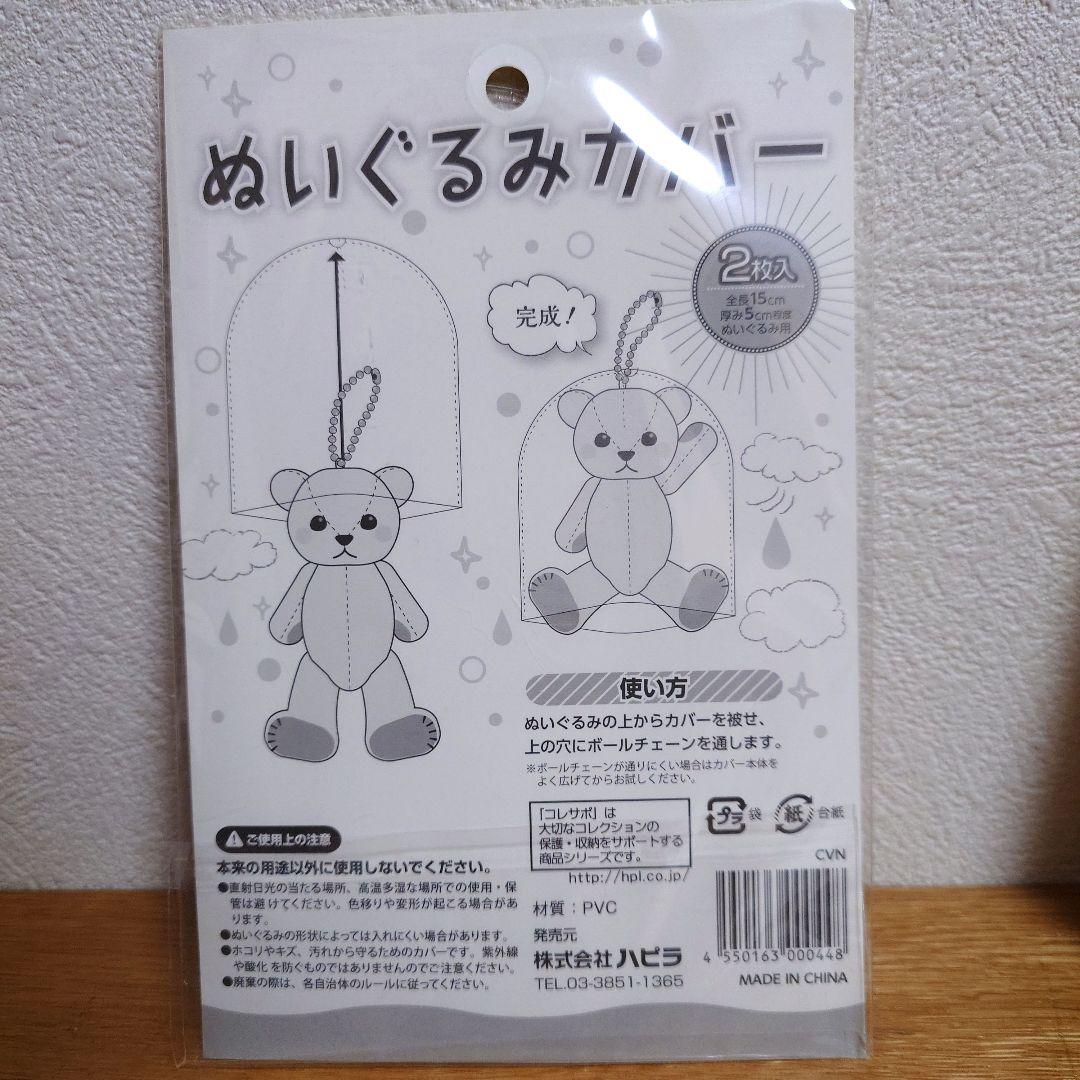 ぬいぐるみカバー
2枚入
全長15cm
厚み5cm程度
ぬいぐるみ用
完成!
使い方
ぬいぐるみの上からカバーを被せ、
上の穴にボールチェーンを通します。
※ボールチェーンが通りにくい場合はカバー本体を
よく広げてからお試しください。
「コレサポ」は
大切なコレクションの
保護・収納をサポートする
商品シリーズです。
http://hpl.co.jp/
プラ 袋 紙 台紙
CVN
材質:PVC
発売元
株式会社 ハピラ
TEL.03-3851-1365
4 550163 000448
MADE IN CHINA
ご使用上の注意
本来の用途以外に使用しないでください。
●直射日光の当たる場所、高温多湿な場所での使用・保
管は避けてください。色移りや変形が起こる場合があ
ります。
●ぬいぐるみの形状によっては入れにくい場合があります。
●ホコリやキズ、汚れから守るためのカバーです。紫外線
や酸化を防ぐものではありませんのでご注意ください。
●廃棄の際は、各自治体のルールに従ってください。